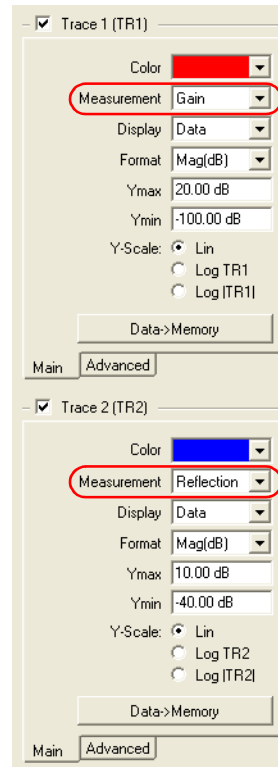 Trace 1 (TR1)
Color
Measurement Gain
Display Data
Format Mag(dB)
Ymax 20.00 dB
Ymin -100.00 dB
Y-Scale: Lin
Log TR1
Log |TR1|
Data->Memory
Main Advanced
Trace 2 (TR2)
Color
Measurement Reflection
Display Data
Format Mag(dB)
Ymax 10.00 dB
Ymin -40.00 dB
Y-Scale: Lin
Log TR2
Log |TR2|
Data->Memory
Main Advanced